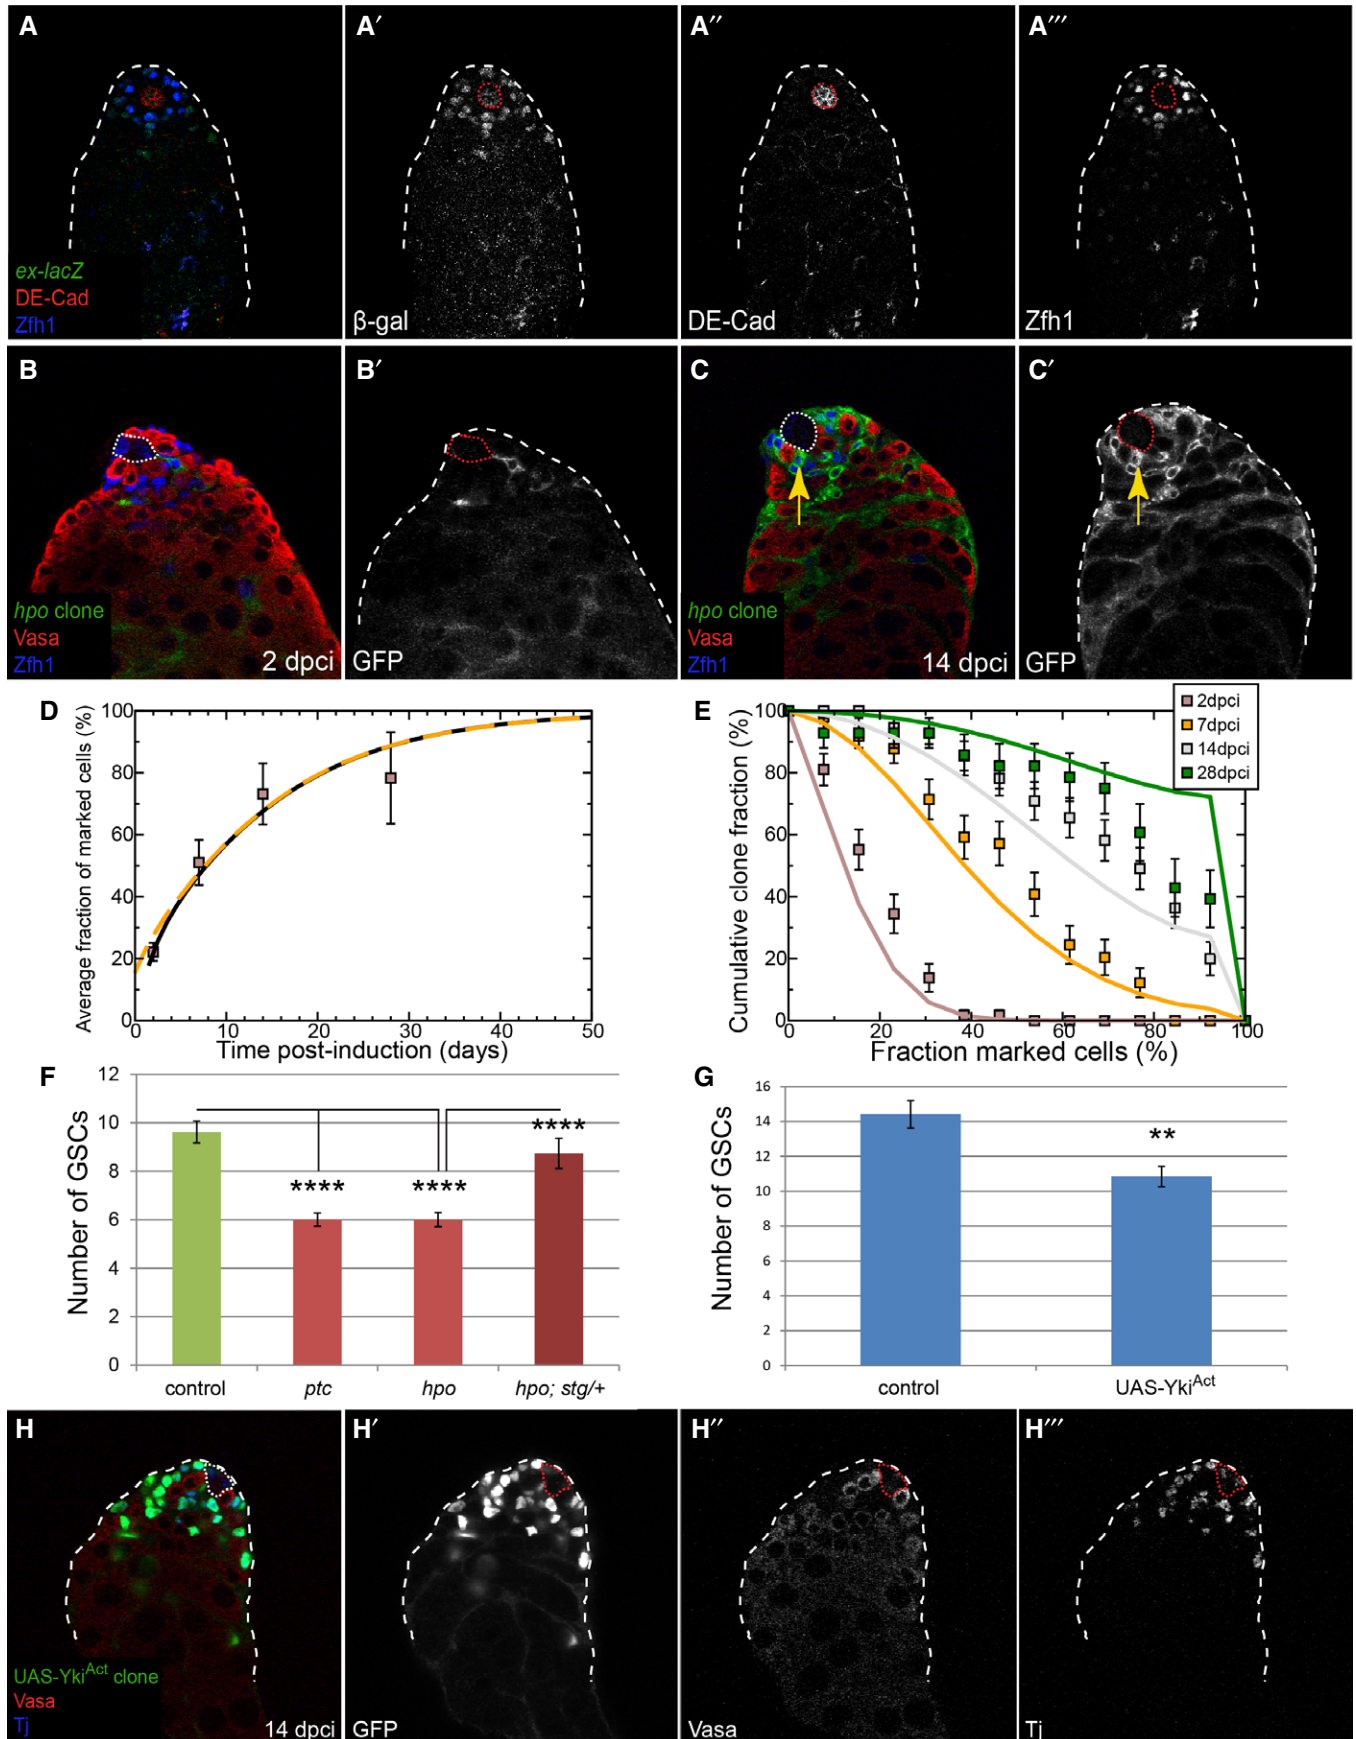 A
A′
A″
A‴
ex-lacZ
DE-Cad
Zfh1
β-gal
DE-Cad
Zfh1
B
B′
C
C′
hpo clone
Vasa
Zfh1
2 dpci
GFP
hpo clone
Vasa
Zfh1
14 dpci
GFP
D
Average fraction of marked cells (%)
100
80
60
40
20
0
0 10 20 30 40 50
Time post-induction (days)
E
Cumulative clone fraction (%)
100
80
60
40
20
0
0 20 40 60 80 100
Fraction marked cells (%)
2dpci
7dpci
14dpci
28dpci
F
Number of GSCs
12
10
8
6
4
2
0
****
****
****
control ptc hpo hpo; stg/+
G
Number of GSCs
16
14
12
10
8
6
4
2
0
**
control UAS-YkiAct
H
H′
H″
H‴
UAS-YkiAct clone
Vasa
Tj
14 dpci
GFP
Vasa
Tj